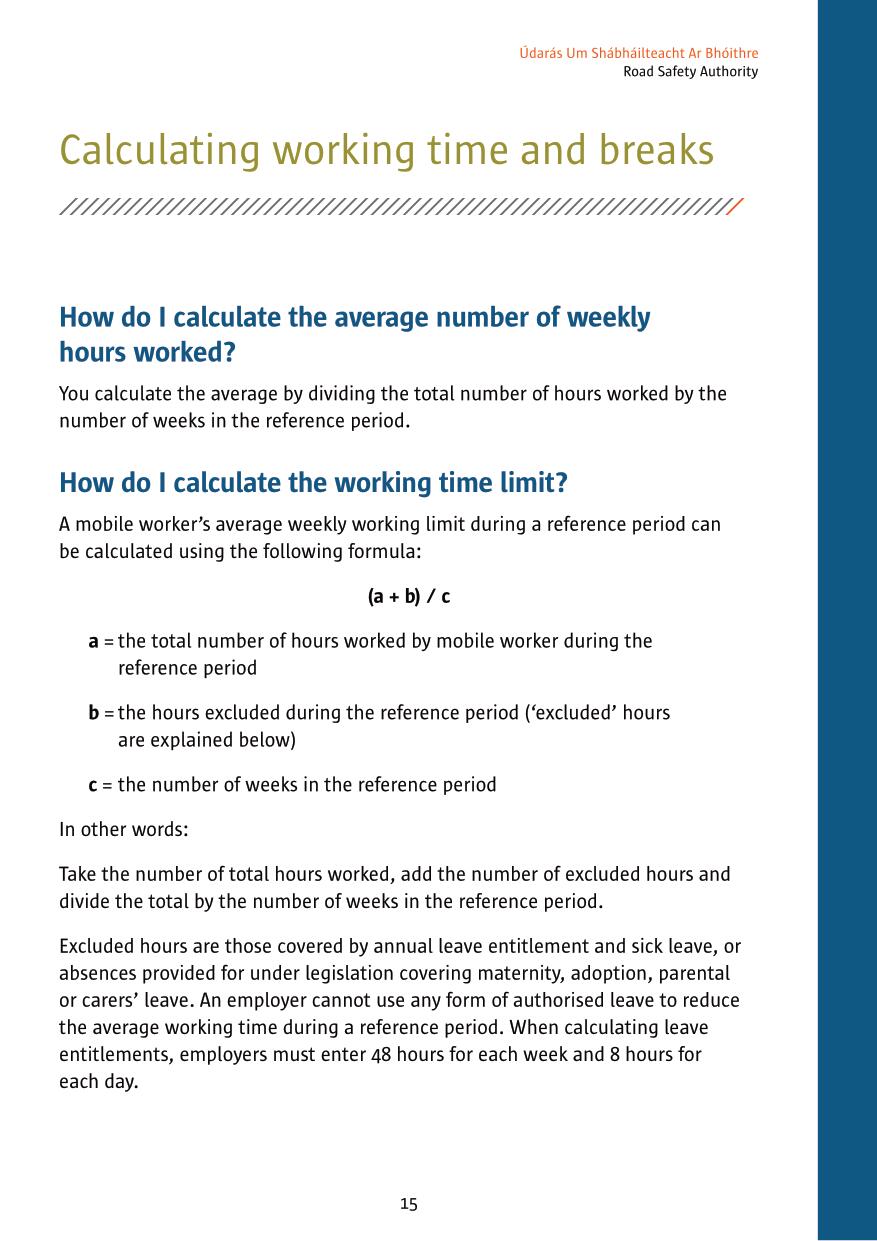 Údarás Um Shábháilteacht Ar Bhóithre
Road Safety Authority
Calculating working time and breaks
How do I calculate the average number of weekly
hours worked?
You calculate the average by dividing the total number of hours worked by the
number of weeks in the reference period.
How do I calculate the working time limit?
A mobile worker’s average weekly working limit during a reference period can
be calculated using the following formula:
(a + b) / c
a = the total number of hours worked by mobile worker during the
reference period
b = the hours excluded during the reference period (‘excluded’ hours
are explained below)
c = the number of weeks in the reference period
In other words:
Take the number of total hours worked, add the number of excluded hours and
divide the total by the number of weeks in the reference period.
Excluded hours are those covered by annual leave entitlement and sick leave, or
absences provided for under legislation covering maternity, adoption, parental
or carers’ leave. An employer cannot use any form of authorised leave to reduce
the average working time during a reference period. When calculating leave
entitlements, employers must enter 48 hours for each week and 8 hours for
each day.
15